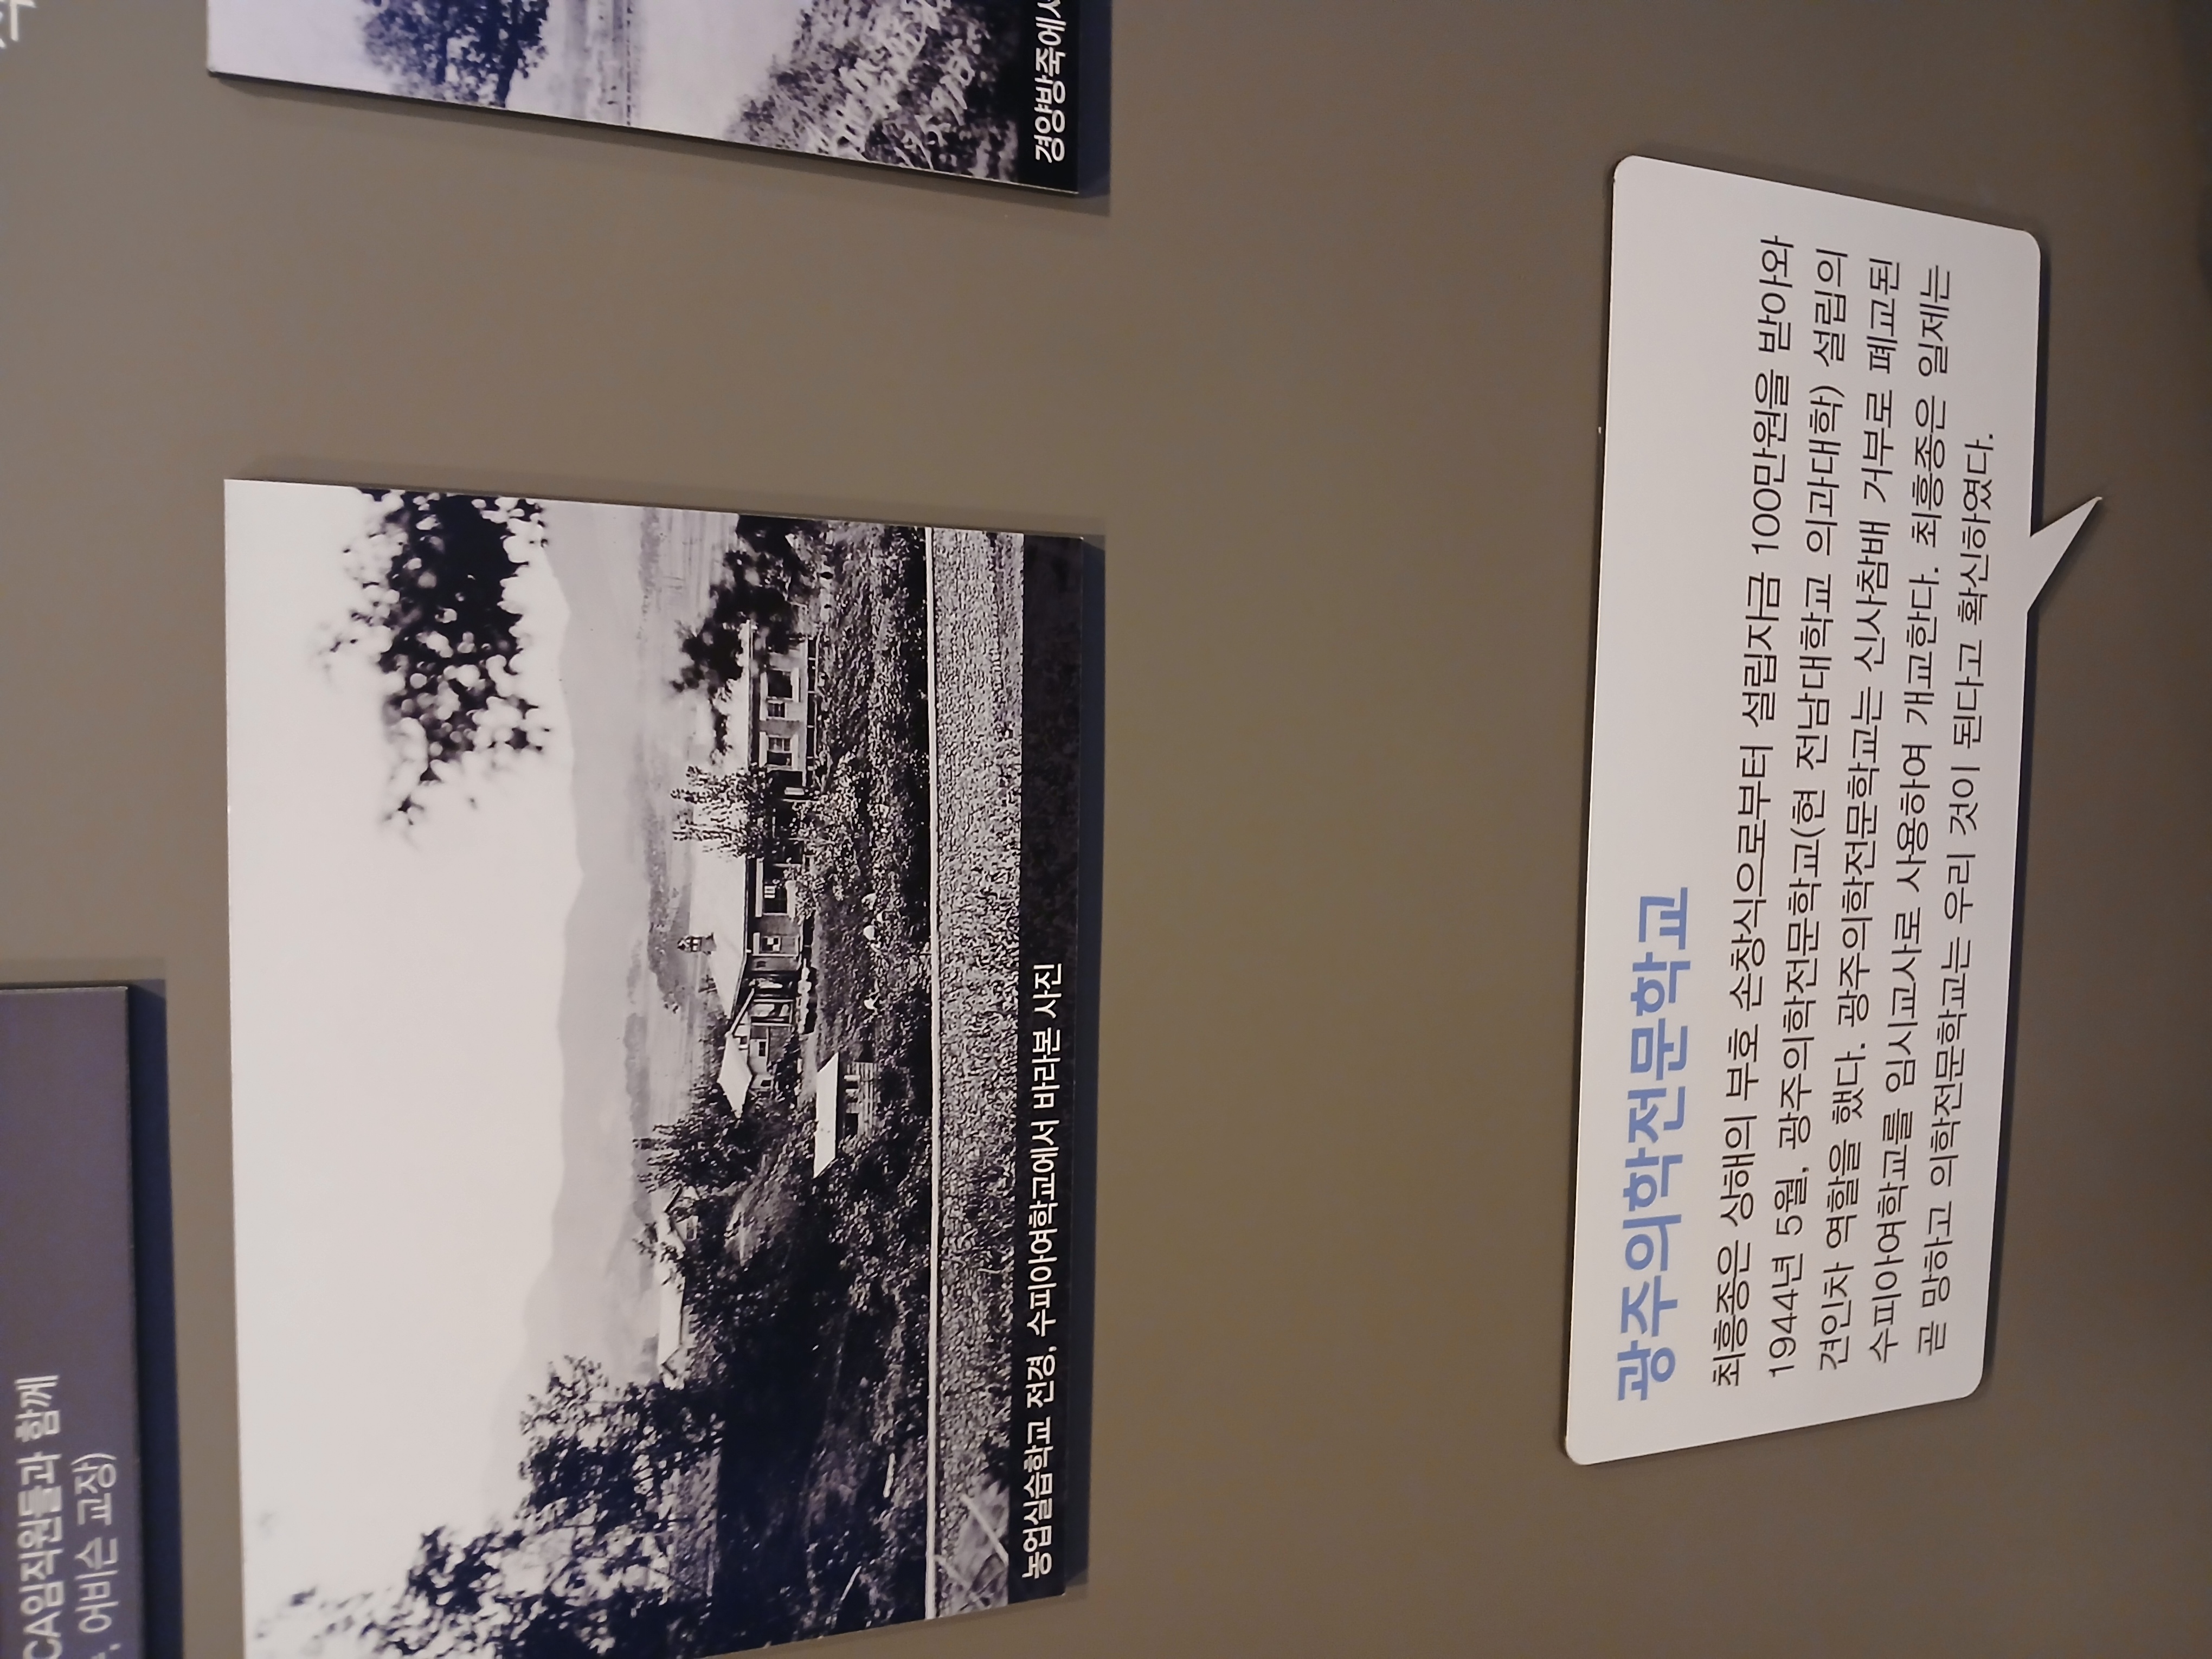 CA임직원들과 함께
, 어비슨 교장)
농업실습학교 전경, 수피아여학교에서 바라본 사진
경양방죽에서
광주의학전문학교
최흥종은 상해의 부호 손창식으로부터 설립자금 100만원을 받아와
1944년 5월, 광주의학전문학교(현 전남대학교 의과대학) 설립의
견인차 역할을 했다. 광주의학전문학교는 신사참배 거부로 폐교된
수피아여학교를 임시교사로 사용하여 개교한다. 최흥종은 일제는
곧 망하고 의학전문학교는 우리 것이 된다고 확신하였다.